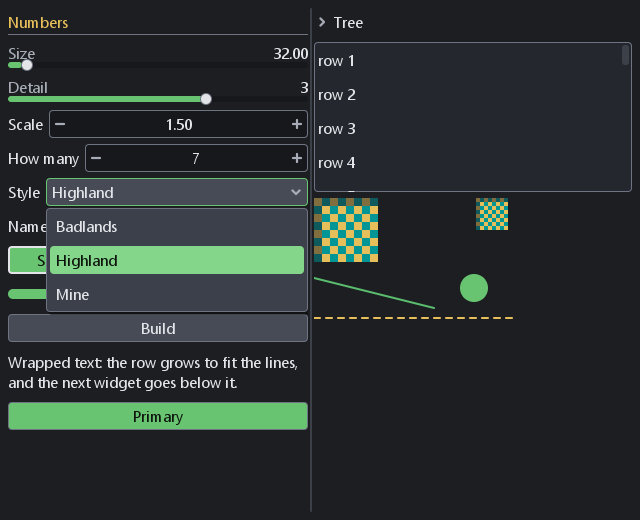 Numbers
Size 32.00
Detail 3
Scale − 1.50 +
How many − 7 +
Style Highland
Name
Badlands
Highland
Mine
Build
Wrapped text: the row grows to fit the lines,
and the next widget goes below it.
Primary
Tree
row 1
row 2
row 3
row 4